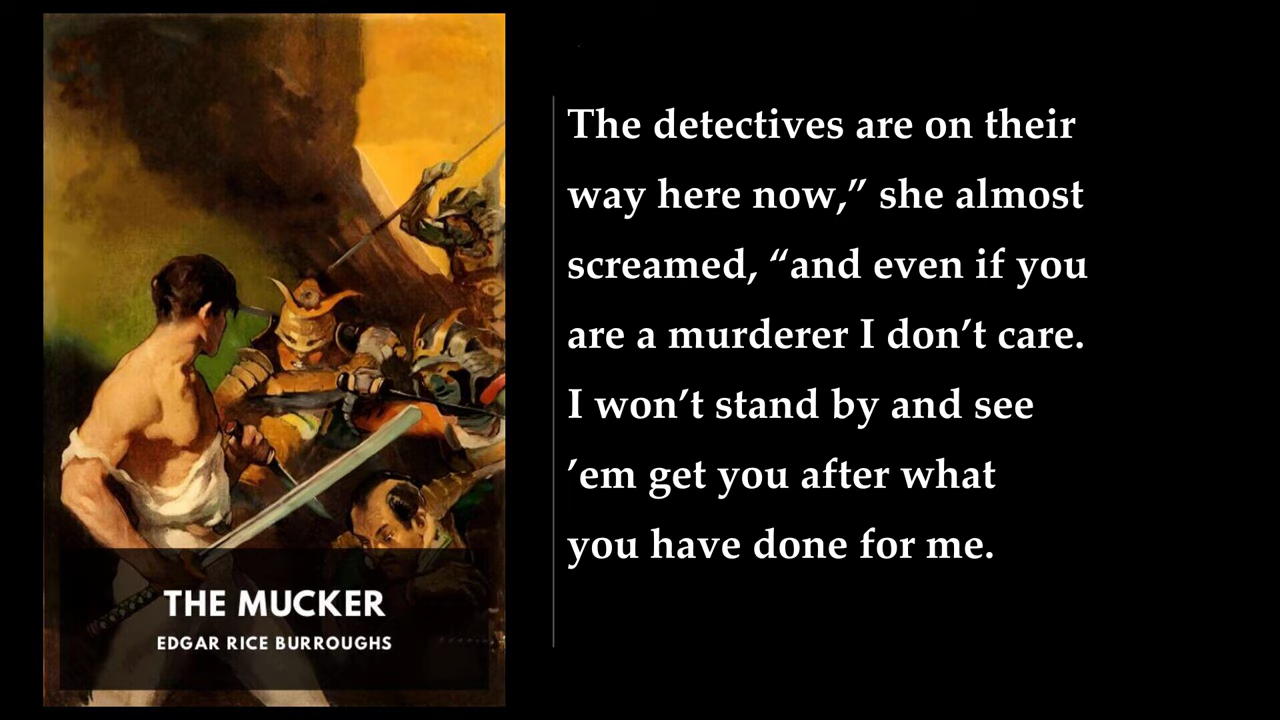 The detectives are on their
way here now,” she almost
screamed, “and even if you
are a murderer I don’t care.
I won’t stand by and see
’em get you after what
you have done for me.
THE MUCKER
EDGAR RICE BURROUGHS